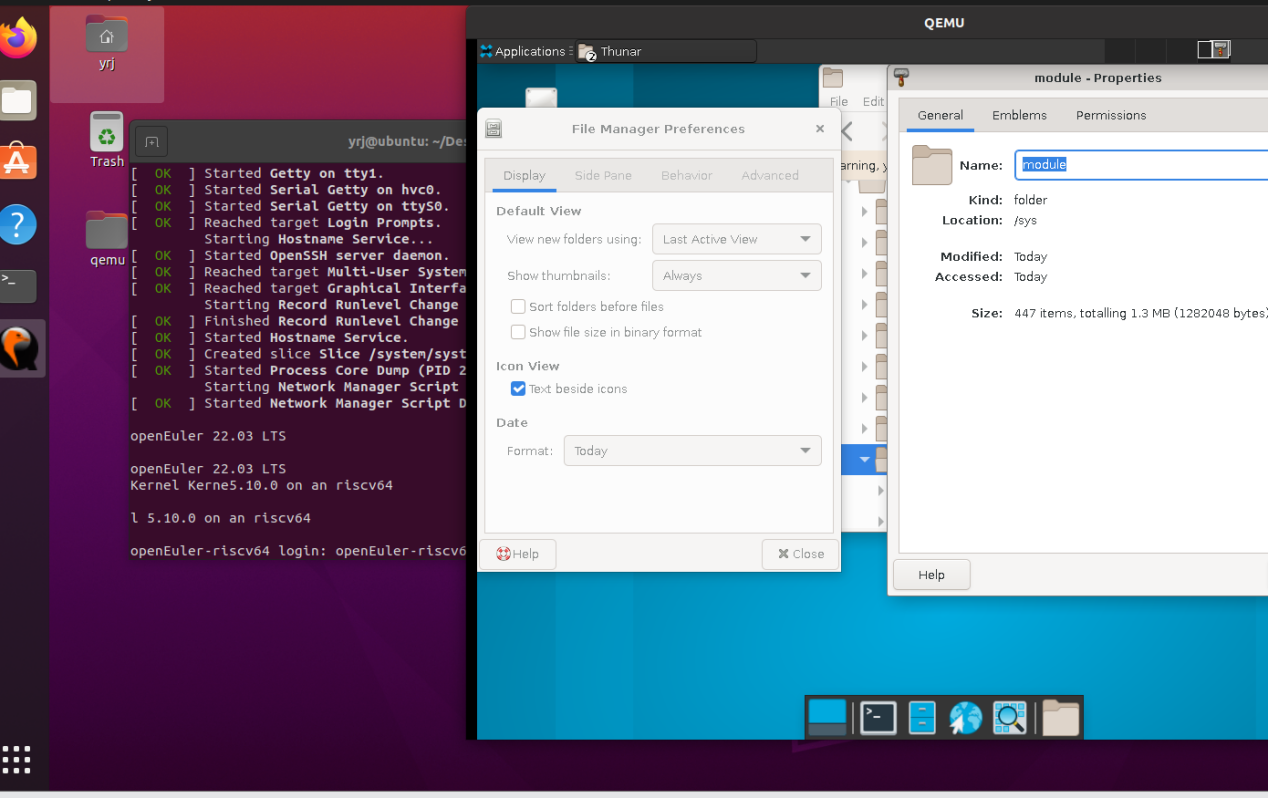 yrj
Trash
qemu
yrj@ubuntu: ~/Des
[  OK  ] Started Getty on tty1.
[  OK  ] Started Serial Getty on hvc0.
[  OK  ] Started Serial Getty on ttyS0.
[  OK  ] Reached target Login Prompts.
Starting Hostname Service...
[  OK  ] Started OpenSSH server daemon.
[  OK  ] Reached target Multi-User System
[  OK  ] Reached target Graphical Interfa
Starting Record Runlevel Change
[  OK  ] Finished Record Runlevel Change
[  OK  ] Started Hostname Service.
[  OK  ] Created slice Slice /system/syst
[  OK  ] Started Process Core Dump (PID 2
Starting Network Manager Script
[  OK  ] Started Network Manager Script D
openEuler 22.03 LTS
openEuler 22.03 LTS
Kernel Kerne5.10.0 on an riscv64
l 5.10.0 on an riscv64
openEuler-riscv64 login: openEuler-riscv6
QEMU
Applications
2 Thunar
File Edit
arning, y
File Manager Preferences
Display Side Pane Behavior Advanced
Default View
View new folders using: Last Active View
Show thumbnails: Always
Sort folders before files
Show file size in binary format
Icon View
Text beside icons
Date
Format: Today
Help Close
module - Properties
General Emblems Permissions
Name: module
Kind: folder
Location: /sys
Modified: Today
Accessed: Today
Size: 447 items, totalling 1.3 MB (1282048 bytes)
Help